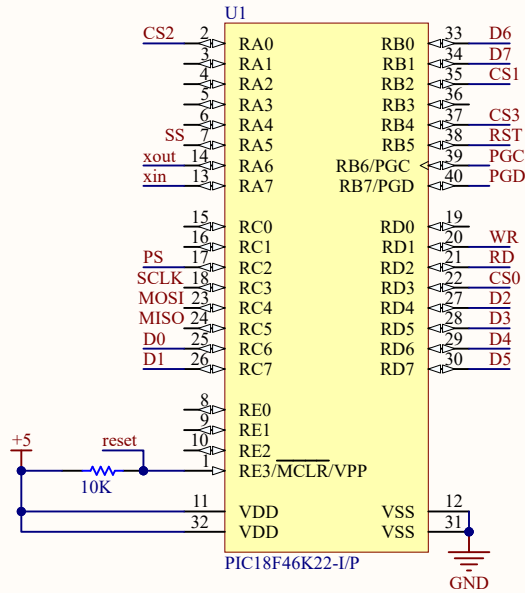 U1
CS2 2 RA0 RB0 33 D6
3 RA1 RB1 34 D7
4 RA2 RB2 35 CS1
5 RA3 RB3 36
6 RA4 RB4 37 CS3
SS 7 RA5 RB5 38 RST
xout 14 RA6 RB6/PGC 39 PGC
xin 13 RA7 RB7/PGD 40 PGD
15 RC0 RD0 19
16 RC1 RD1 20 WR
PS 17 RC2 RD2 21 RD
SCLK 18 RC3 RD3 22 CS0
MOSI 23 RC4 RD4 27 D2
MISO 24 RC5 RD5 28 D3
D0 25 RC6 RD6 29 D4
D1 26 RC7 RD7 30 D5
8 RE0
9 RE1
10 RE2
+5 reset 1 RE3/MCLR/VPP
10K
11 VDD VSS 12
32 VDD VSS 31
PIC18F46K22-I/P
GND